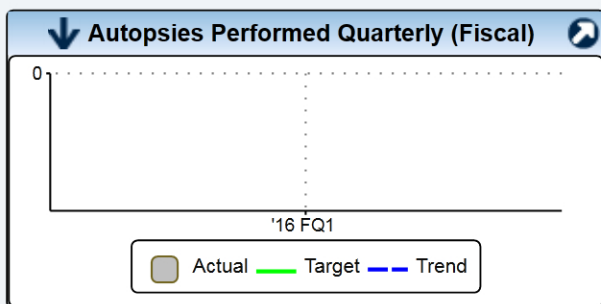 Autopsies Performed Quarterly (Fiscal)
0
'16 FQ1
Actual Target Trend